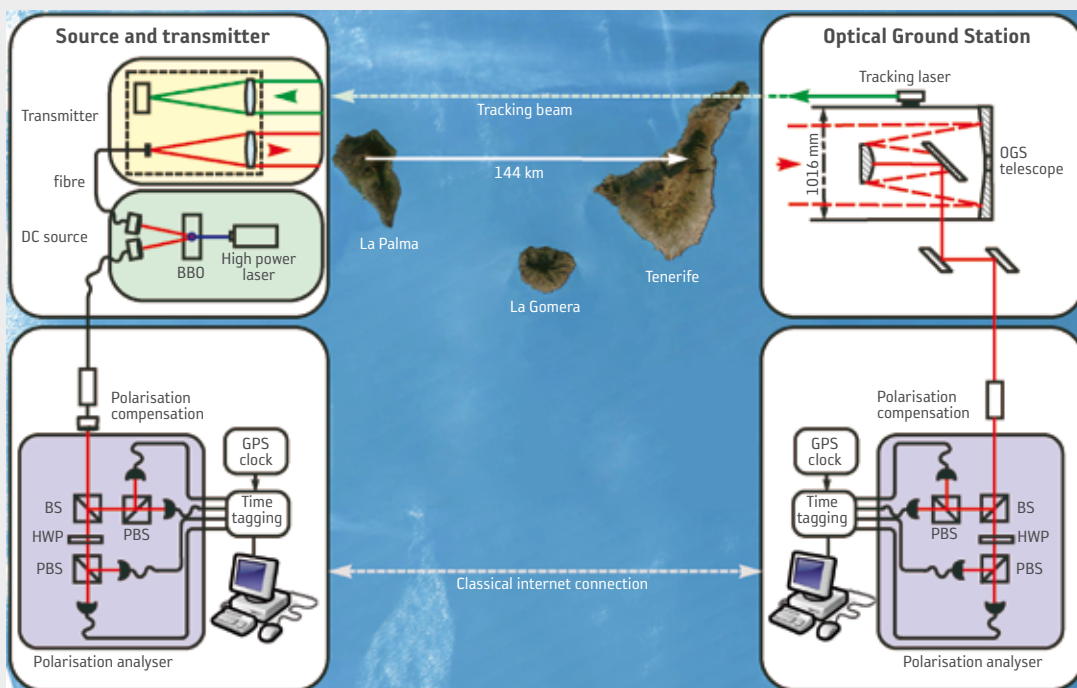 Source and transmitter
Transmitter
fibre
DC source
BBO
High power
laser
Tracking beam
144 km
La Palma
La Gomera
Tenerife
Optical Ground Station
Tracking laser
1016 mm
OGS
telescope
Polarisation
compensation
GPS
clock
Time
tagging
BS
PBS
HWP
PBS
Polarisation analyser
Classical internet connection
Polarisation
compensation
GPS
clock
Time
tagging
BS
PBS
HWP
PBS
Polarisation analyser